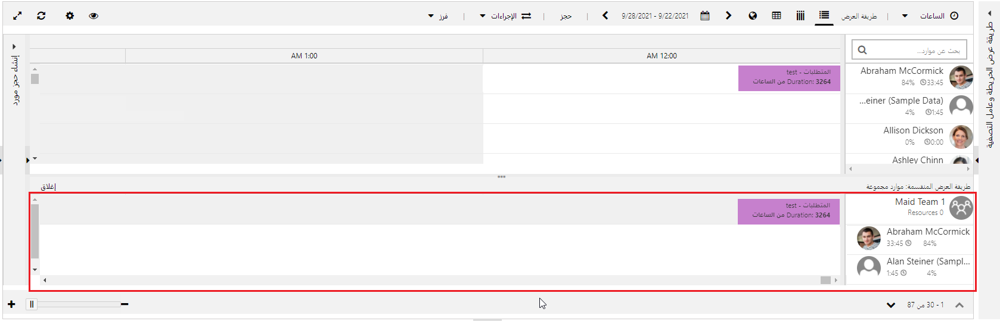 الساعات
طريقة العرض
9/28/2021 - 9/22/2021
حجز
الإجراءات
فرز
طريقة عرض الخريطة وعامل التصفية
إنشاء حجز مورد
بحث عن موارد...
12:00 AM
1:00 AM
Abraham McCormick
84% 33:45
المتطلبات - test
3264 :Duration من الساعات
...einer (Sample Data)
4% 1:45
Allison Dickson
0% 0:00
Ashley Chinn
طريقة العرض المنقسمة: موارد مجموعة
إغلاق
Maid Team 1
Resources 0
المتطلبات - test
3264 :Duration من الساعات
Abraham McCormick
33:45 84%
Alan Steiner (Sampl...
1:45 4%
1 - 30 من 87